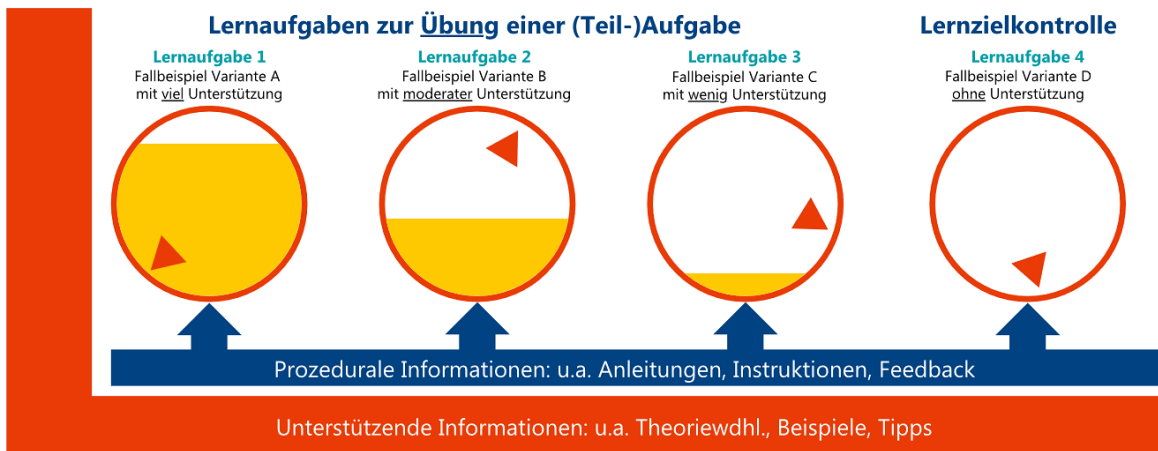 Lernaufgaben zur Übung einer (Teil-)Aufgabe
Lernzielkontrolle
Lernaufgabe 1
Fallbeispiel Variante A
mit viel Unterstützung
Lernaufgabe 2
Fallbeispiel Variante B
mit moderater Unterstützung
Lernaufgabe 3
Fallbeispiel Variante C
mit wenig Unterstützung
Lernaufgabe 4
Fallbeispiel Variante D
ohne Unterstützung
Prozedurale Informationen: u.a. Anleitungen, Instruktionen, Feedback
Unterstützende Informationen: u.a. Theoriewdhl., Beispiele, Tipps